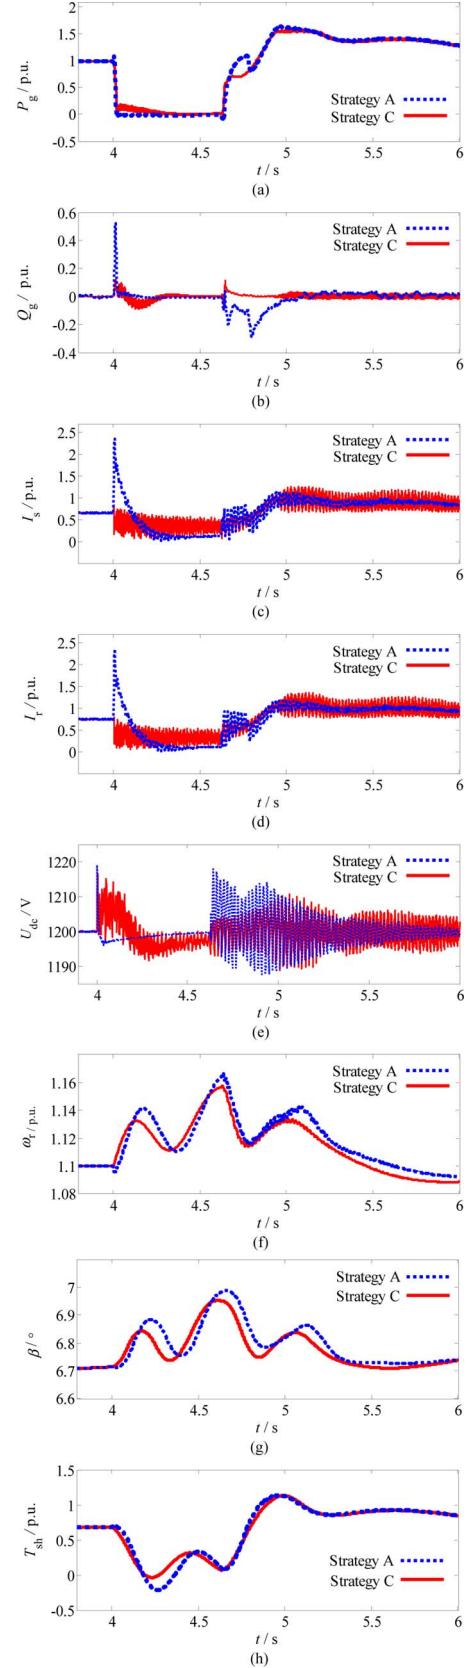 2
1.5
1
0.5
0
-0.5
P_g / p.u.
Strategy A
Strategy C
4 4.5 5 5.5 6
t / s
(a)
0.6
0.4
0.2
0
-0.2
-0.4
Q_g / p.u.
Strategy A
Strategy C
4 4.5 5 5.5 6
t / s
(b)
2.5
2
1.5
1
0.5
0
I_s / p.u.
Strategy A
Strategy C
4 4.5 5 5.5 6
t / s
(c)
2.5
2
1.5
1
0.5
0
I_r / p.u.
Strategy A
Strategy C
4 4.5 5 5.5 6
t / s
(d)
1220
1210
1200
1190
U_dc / V
Strategy A
Strategy C
4 4.5 5 5.5 6
t / s
(e)
1.16
1.14
1.12
1.1
1.08
ω_r / p.u.
Strategy A
Strategy C
4 4.5 5 5.5 6
t / s
(f)
7
6.9
6.8
6.7
6.6
β / °
Strategy A
Strategy C
4 4.5 5 5.5 6
t / s
(g)
1.5
1
0.5
0
-0.5
T_sh / p.u.
Strategy A
Strategy C
4 4.5 5 5.5 6
t / s
(h)